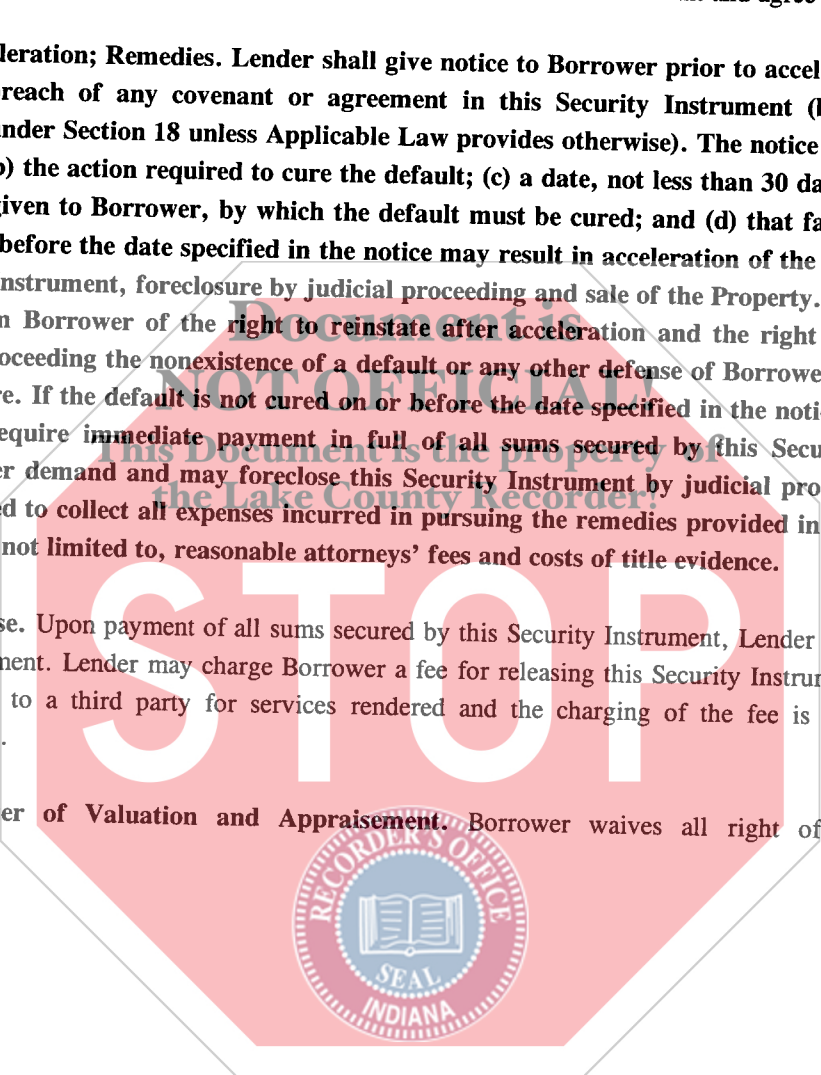 and agree
leration; Remedies. Lender shall give notice to Borrower prior to accel
reach of any covenant or agreement in this Security Instrument (
nder Section 18 unless Applicable Law provides otherwise). The notice
) the action required to cure the default; (c) a date, not less than 30 da
iven to Borrower, by which the default must be cured; and (d) that fa
before the date specified in the notice may result in acceleration of the
nstrument, foreclosure by judicial proceeding and sale of the Property.
n Borrower of the right to reinstate after acceleration and the right
oceeding the nonexistence of a default or any other defense of Borrowe
re. If the default is not cured on or before the date specified in the noti
equire immediate payment in full of all sums secured by this Secu
er demand and may foreclose this Security Instrument by judicial pro
d to collect all expenses incurred in pursuing the remedies provided in
not limited to, reasonable attorneys’ fees and costs of title evidence.
se. Upon payment of all sums secured by this Security Instrument, Lender
ment. Lender may charge Borrower a fee for releasing this Security Instru
to a third party for services rendered and the charging of the fee is
.
er of Valuation and Appraisement. Borrower waives all right of
Document is
NOT OFFICIAL!
This Document is the property of
the Lake County Recorder!
STOP
RECORDER'S OFFICE
SEAL
INDIANA